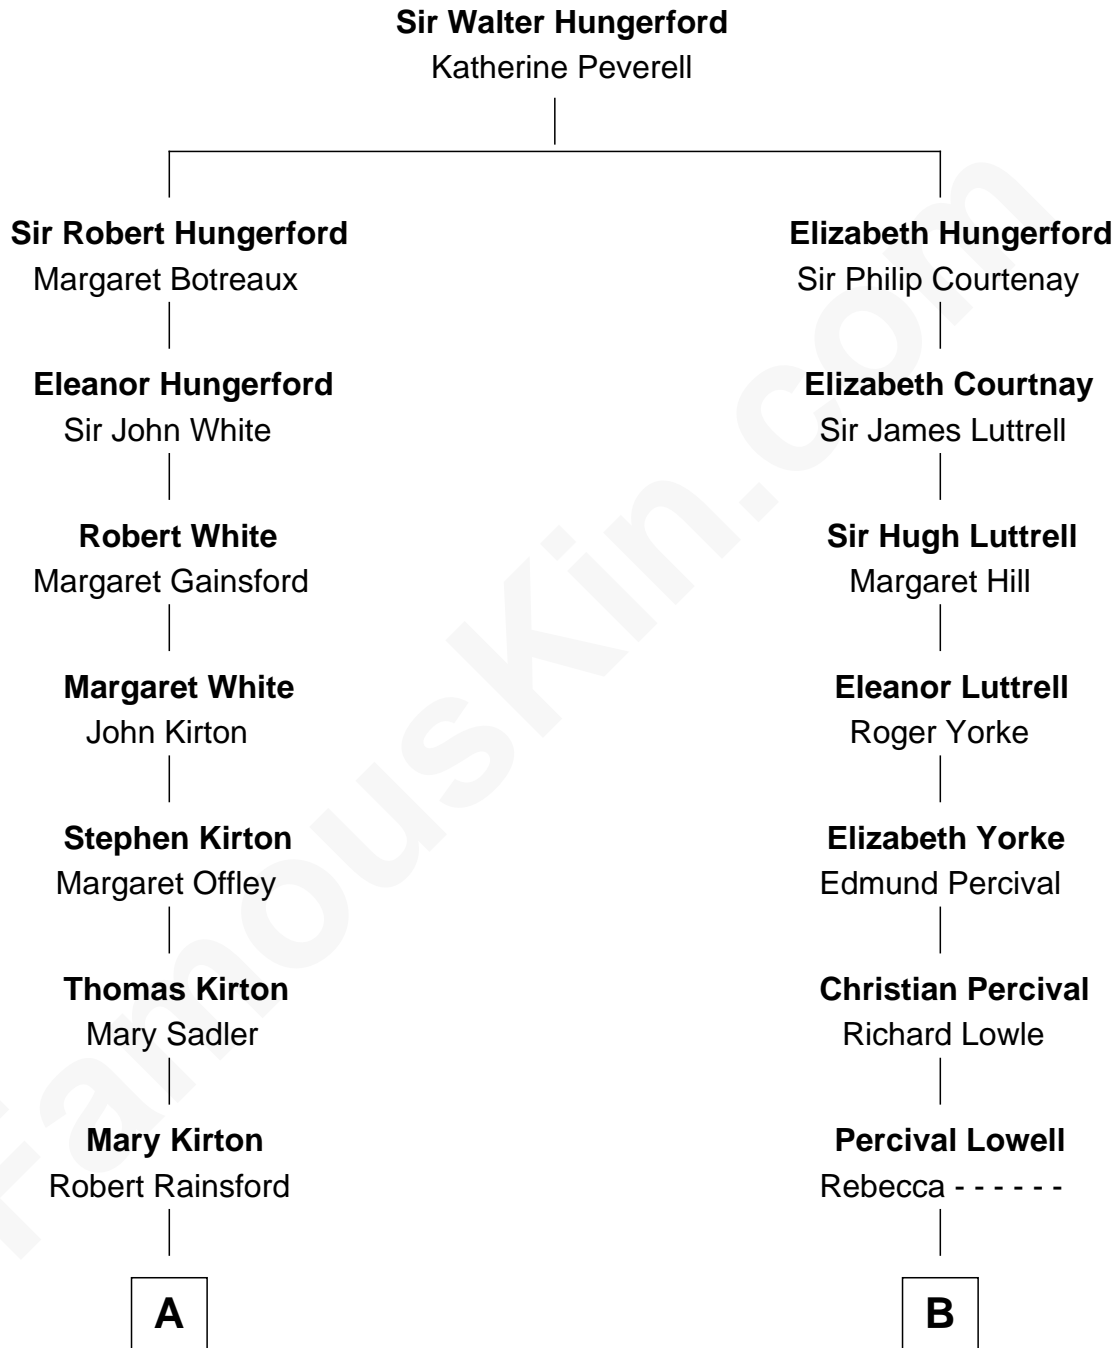 Sir Walter Hungerford
Katherine Peverell
Sir Robert Hungerford
Margaret Botreaux
Elizabeth Hungerford
Sir Philip Courtenay
Eleanor Hungerford
Sir John White
Elizabeth Courtnay
Sir James Luttrell
Robert White
Margaret Gainsford
Sir Hugh Luttrell
Margaret Hill
Margaret White
John Kirton
Eleanor Luttrell
Roger Yorke
Stephen Kirton
Margaret Offley
Elizabeth Yorke
Edmund Percival
Thomas Kirton
Mary Sadler
Christian Percival
Richard Lowle
Mary Kirton
Robert Rainsford
Percival Lowell
Rebecca - - - - - -
A
B
FamousKin.com